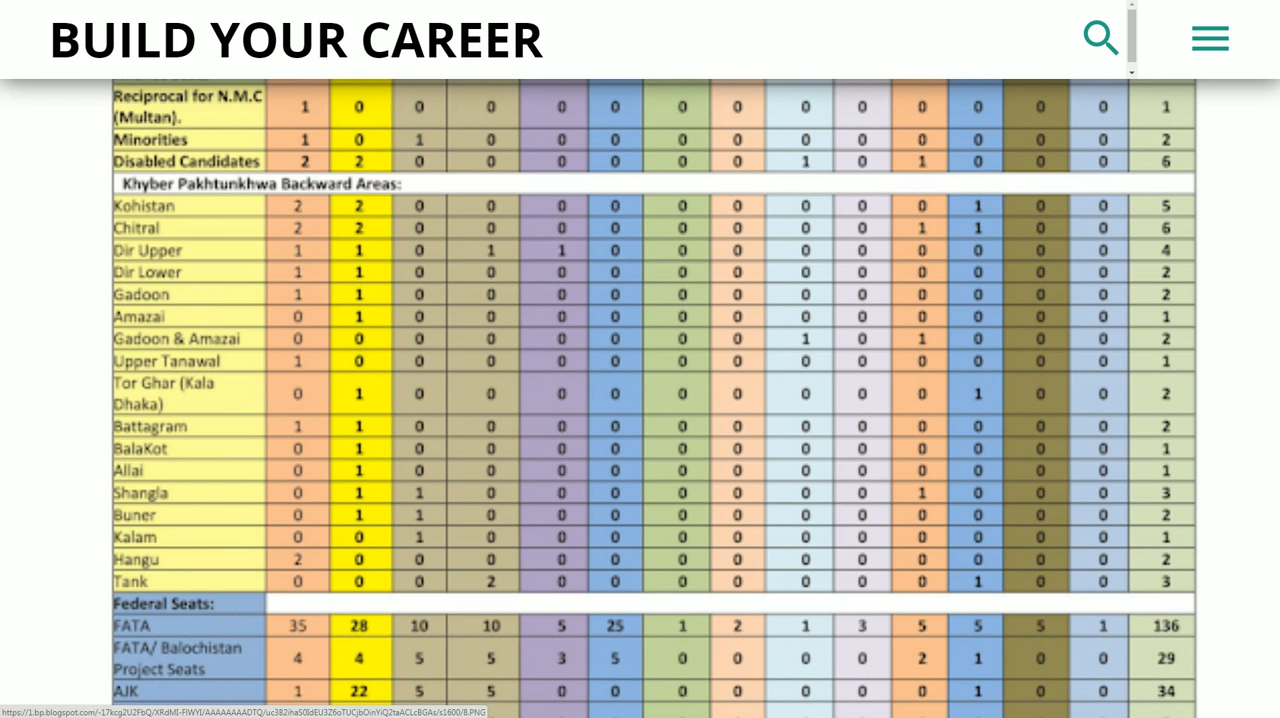 BUILD YOUR CAREER
Reciprocal for N.M.C (Multan). 1 0 0 0 0 0 0 0 0 0 0 0 0 0 1
Minorities 1 0 1 0 0 0 0 0 0 0 0 0 0 0 2
Disabled Candidates 2 2 0 0 0 0 0 0 1 0 1 0 0 0 6
Khyber Pakhtunkhwa Backward Areas:
Kohistan 2 2 0 0 0 0 0 0 0 0 0 1 0 0 5
Chitral 2 2 0 0 0 0 0 0 0 0 1 1 0 0 6
Dir Upper 1 1 0 1 1 0 0 0 0 0 0 0 0 0 4
Dir Lower 1 1 0 0 0 0 0 0 0 0 0 0 0 0 2
Gadoon 1 1 0 0 0 0 0 0 0 0 0 0 0 0 2
Amazai 0 1 0 0 0 0 0 0 0 0 0 0 0 0 1
Gadoon & Amazai 0 0 0 0 0 0 0 0 1 0 1 0 0 0 2
Upper Tanawal 1 0 0 0 0 0 0 0 0 0 0 0 0 0 1
Tor Ghar (Kala Dhaka) 0 1 0 0 0 0 0 0 0 0 0 1 0 0 2
Battagram 1 1 0 0 0 0 0 0 0 0 0 0 0 0 2
BalaKot 0 1 0 0 0 0 0 0 0 0 0 0 0 0 1
Allai 0 1 0 0 0 0 0 0 0 0 0 0 0 0 1
Shangla 0 1 1 0 0 0 0 0 0 0 1 0 0 0 3
Buner 0 1 1 0 0 0 0 0 0 0 0 0 0 0 2
Kalam 0 0 1 0 0 0 0 0 0 0 0 0 0 0 1
Hangu 2 0 0 0 0 0 0 0 0 0 0 0 0 0 2
Tank 0 0 0 2 0 0 0 0 0 0 0 1 0 0 3
Federal Seats:
FATA 35 28 10 10 5 25 1 2 1 3 5 5 5 1 136
FATA/ Balochistan Project Seats 4 4 5 5 3 5 0 0 0 0 2 1 0 0 29
AJK 1 22 5 5 0 0 0 0 0 0 0 1 0 0 34